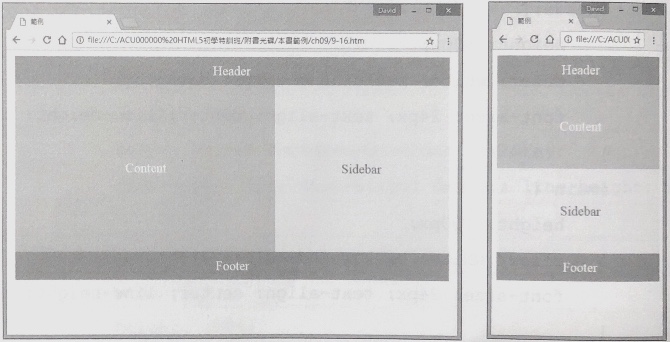 David
範例
file:///C:/ACU000000%20HTML5初學特訓班/附書光碟/本書範例/ch09/9-16.htm
Header
Content
Sidebar
Footer
David
範例
file:///C:/ACU0(
Header
Content
Sidebar
Footer